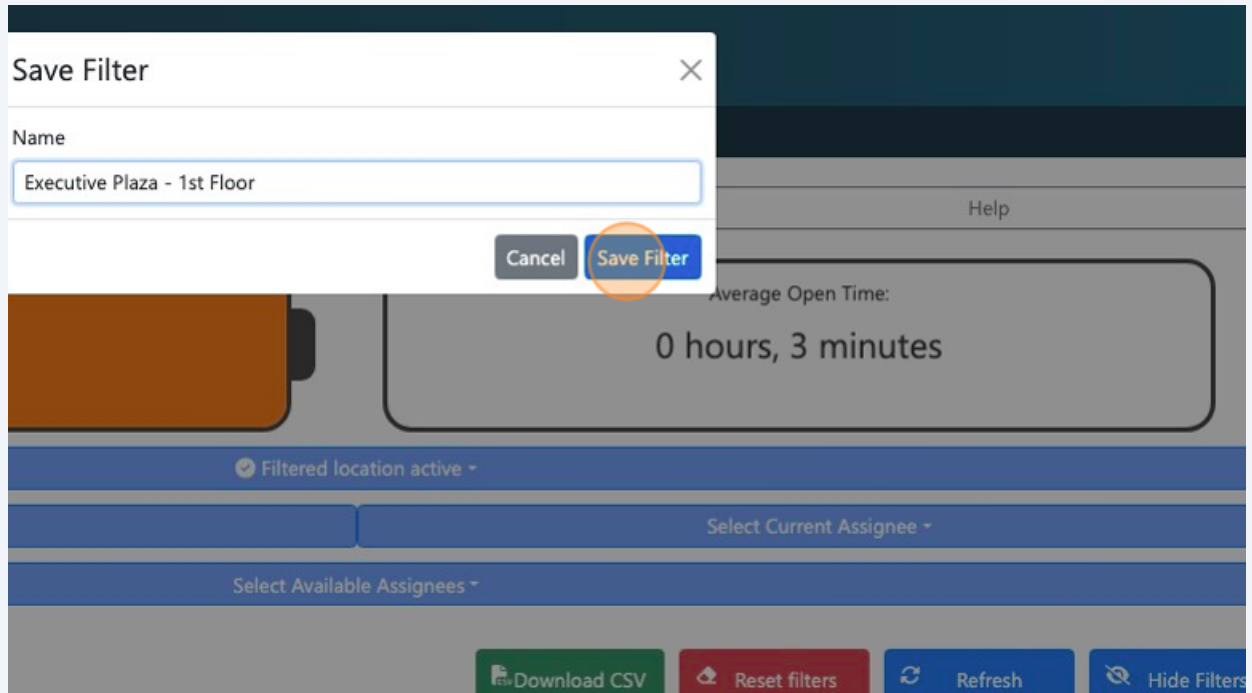 Save Filter
Name
Executive Plaza - 1st Floor
Cancel
Save Filter
Help
Average Open Time:
0 hours, 3 minutes
Filtered location active
Select Current Assignee
Select Available Assignees
Download CSV
Reset filters
Refresh
Hide Filters